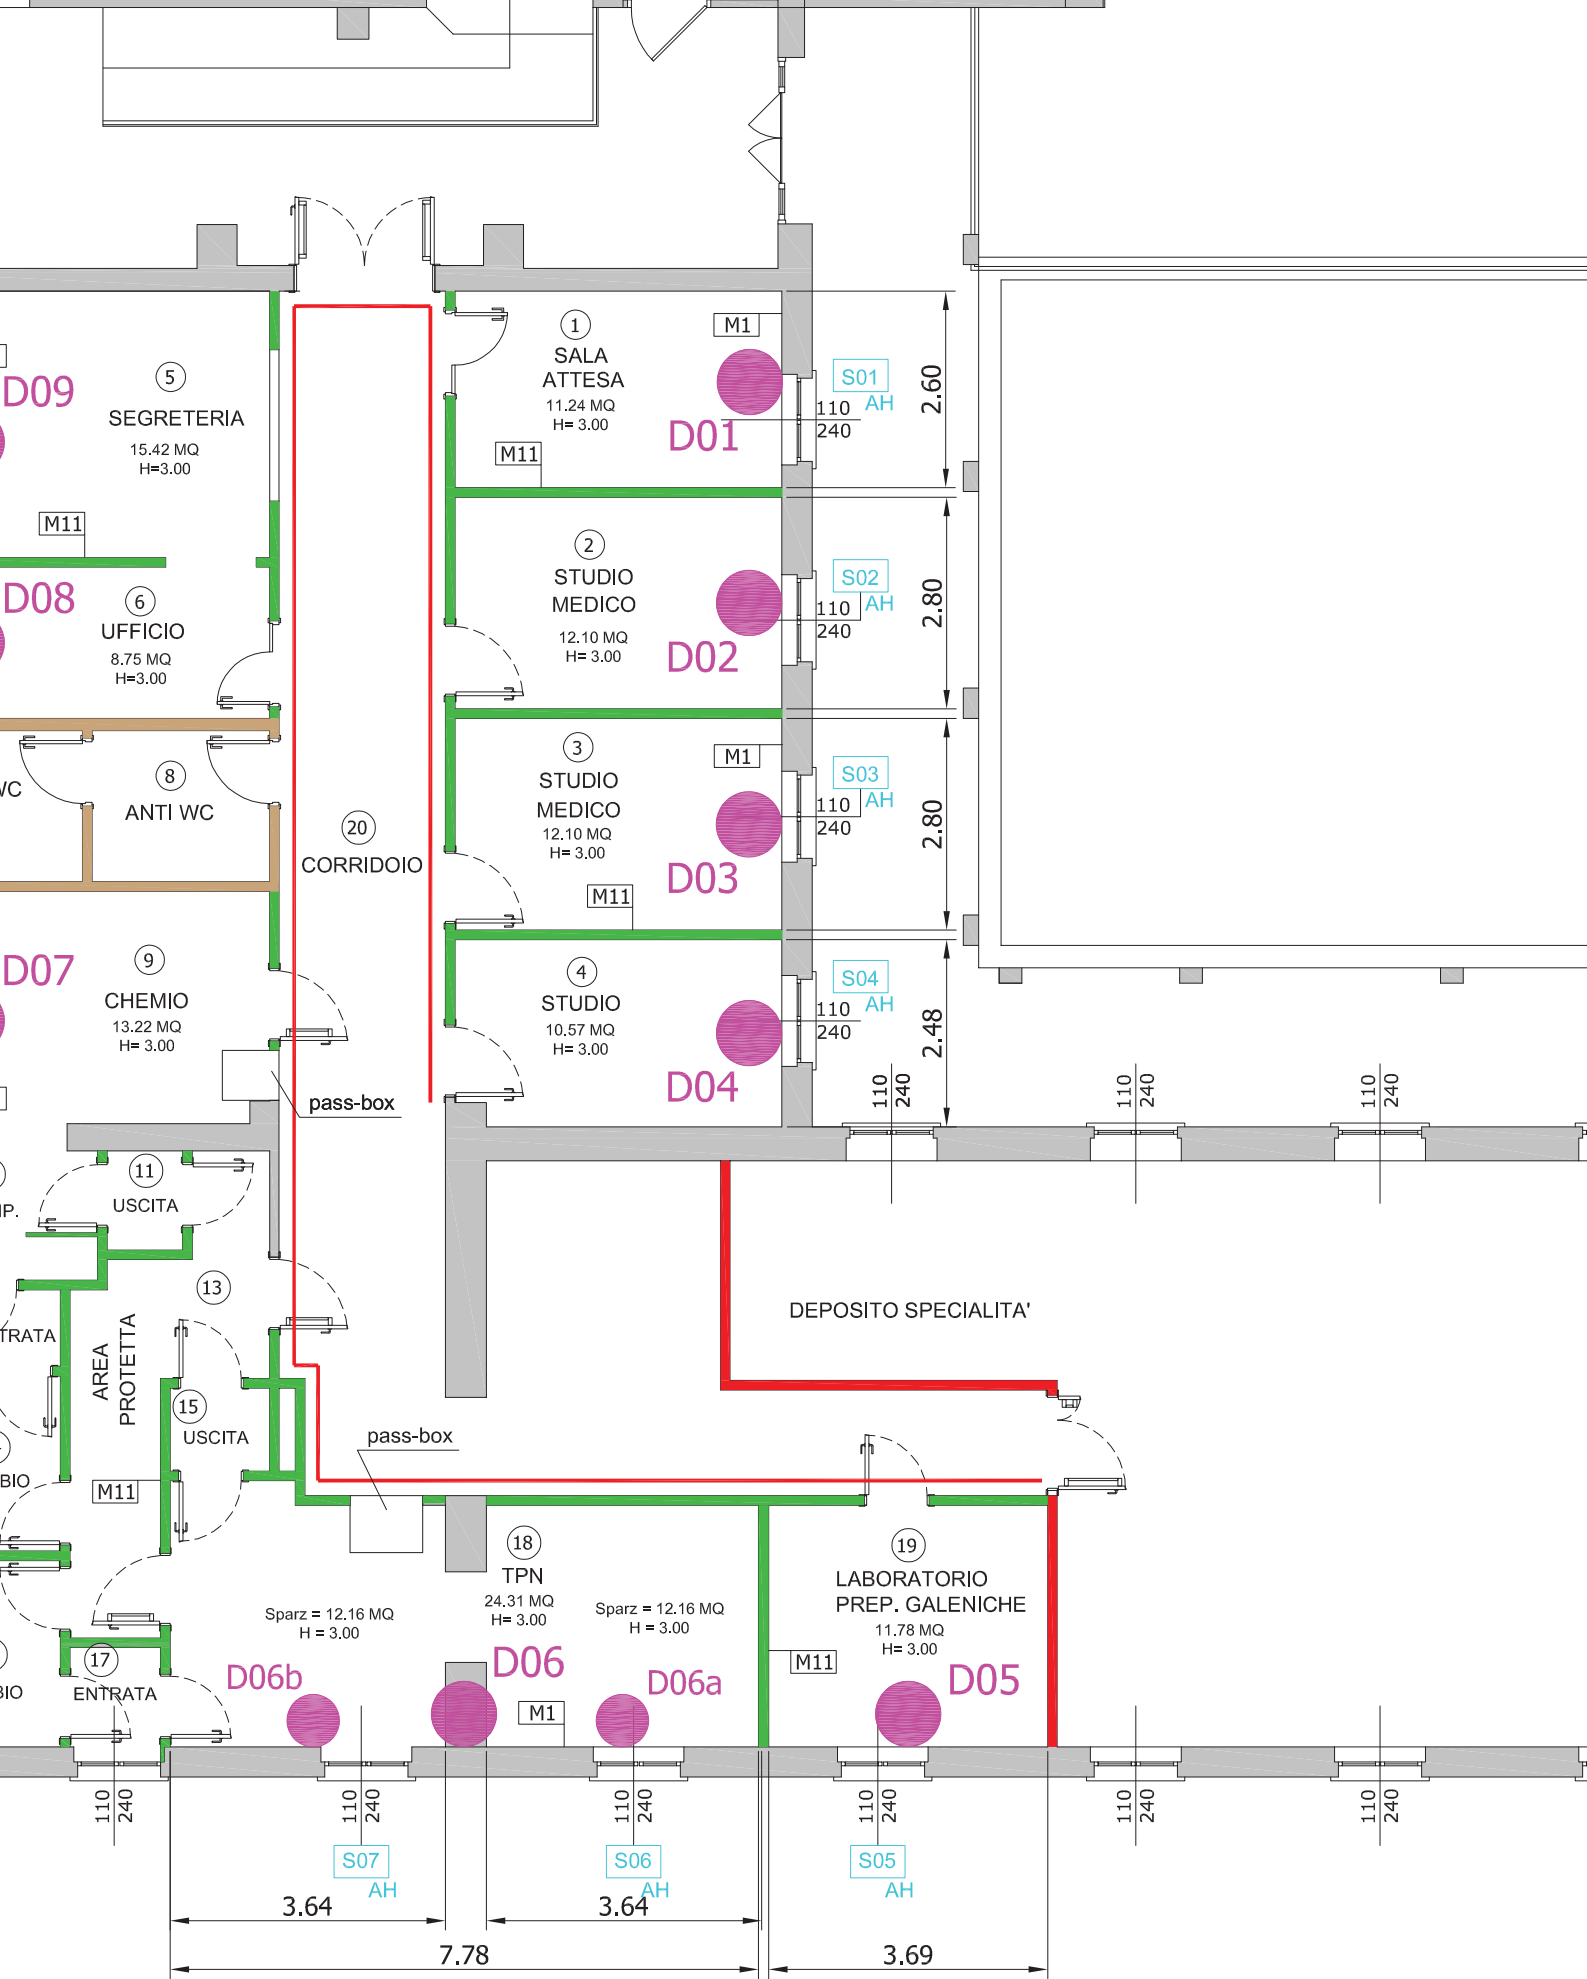 1
SALA
ATTESA
11.24 MQ
H= 3.00
M1
M11
D01
S01
AH
110
240
2.60
D09
5
SEGRETERIA
15.42 MQ
H=3.00
M11
2
STUDIO
MEDICO
12.10 MQ
H= 3.00
D02
S02
AH
110
240
2.80
D08
6
UFFICIO
8.75 MQ
H=3.00
3
STUDIO
MEDICO
12.10 MQ
H= 3.00
M1
M11
D03
S03
AH
110
240
2.80
WC
8
ANTI WC
20
CORRIDOIO
4
STUDIO
10.57 MQ
H= 3.00
D04
S04
AH
110
240
2.48
D07
9
CHEMIO
13.22 MQ
H= 3.00
pass-box
110
240
110
240
110
240
11
USCITA
IP.
13
AREA
PROTETTA
TRATA
DEPOSITO SPECIALITA'
15
USCITA
pass-box
BIO
M11
18
TPN
24.31 MQ
H= 3.00
Sparz = 12.16 MQ
H = 3.00
Sparz = 12.16 MQ
H = 3.00
19
LABORATORIO
PREP. GALENICHE
11.78 MQ
H= 3.00
M11
17
ENTRATA
BIO
D06b
D06
D06a
D05
M1
110
240
110
240
110
240
110
240
110
240
110
240
S07
AH
S06
AH
S05
AH
3.64
3.64
7.78
3.69